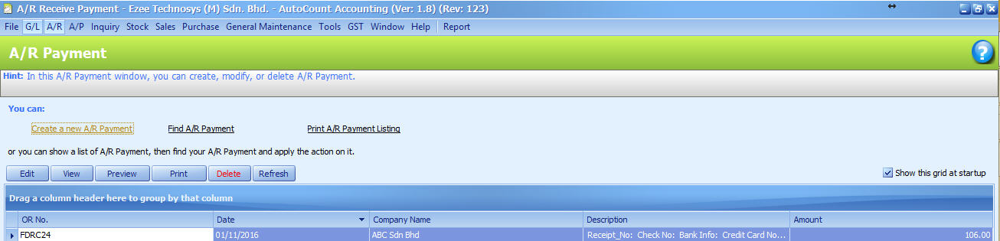 A/R Receive Payment - Ezee Technosys (M) Sdn. Bhd. - AutoCount Accounting (Ver: 1.8) (Rev: 123)
File G/L A/R A/P Inquiry Stock Sales Purchase General Maintenance Tools GST Window Help Report
A/R Payment
Hint: In this A/R Payment window, you can create, modify, or delete A/R Payment.
You can:
Create a new A/R Payment Find A/R Payment Print A/R Payment Listing
or you can show a list of A/R Payment, then find your A/R Payment and apply the action on it.
Edit View Preview Print Delete Refresh Show this grid at startup
Drag a column header here to group by that column
OR No. Date Company Name Description Amount
FDRC24 01/11/2016 ABC Sdn Bhd Receipt_No: Check No: Bank Info: Credit Card No... 106.00